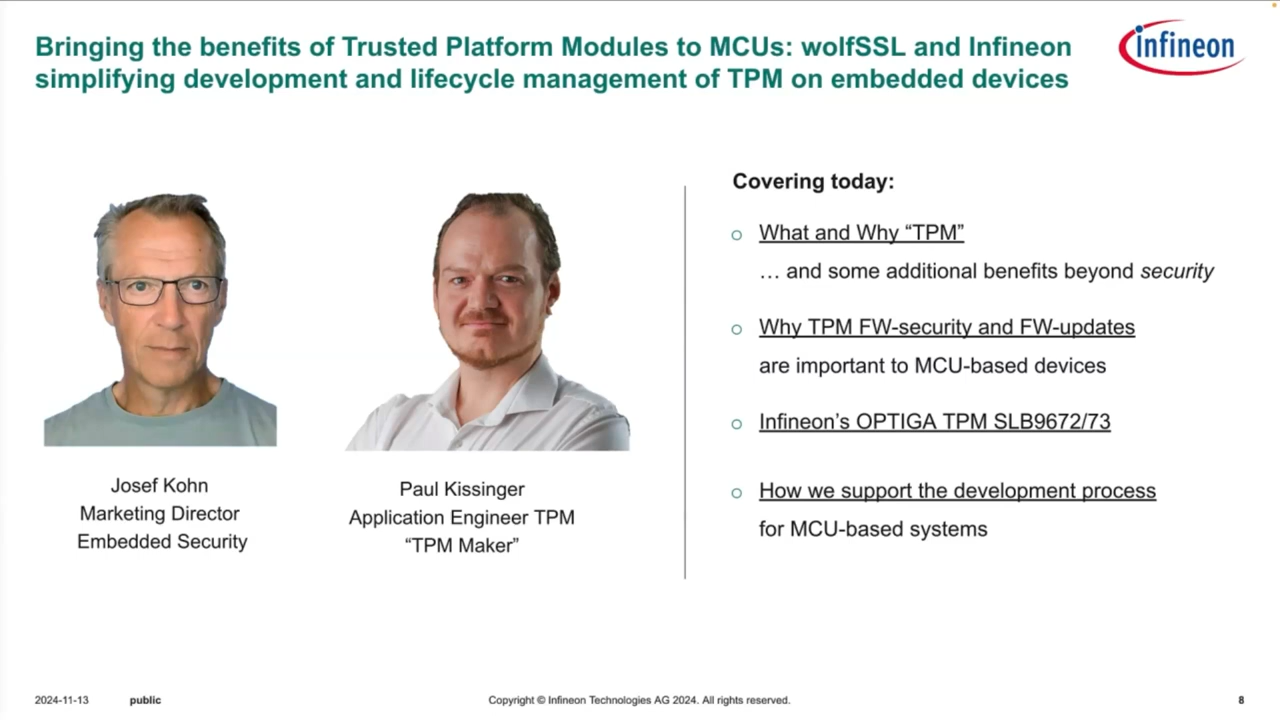 Bringing the benefits of Trusted Platform Modules to MCUs: wolfSSL and Infineon
simplifying development and lifecycle management of TPM on embedded devices
infineon
Covering today:
What and Why “TPM”
… and some additional benefits beyond security
Why TPM FW-security and FW-updates
are important to MCU-based devices
Infineon’s OPTIGA TPM SLB9672/73
How we support the development process
for MCU-based systems
Josef Kohn
Marketing Director
Embedded Security
Paul Kissinger
Application Engineer TPM
“TPM Maker”
2024-11-13
public
Copyright © Infineon Technologies AG 2024. All rights reserved.
8